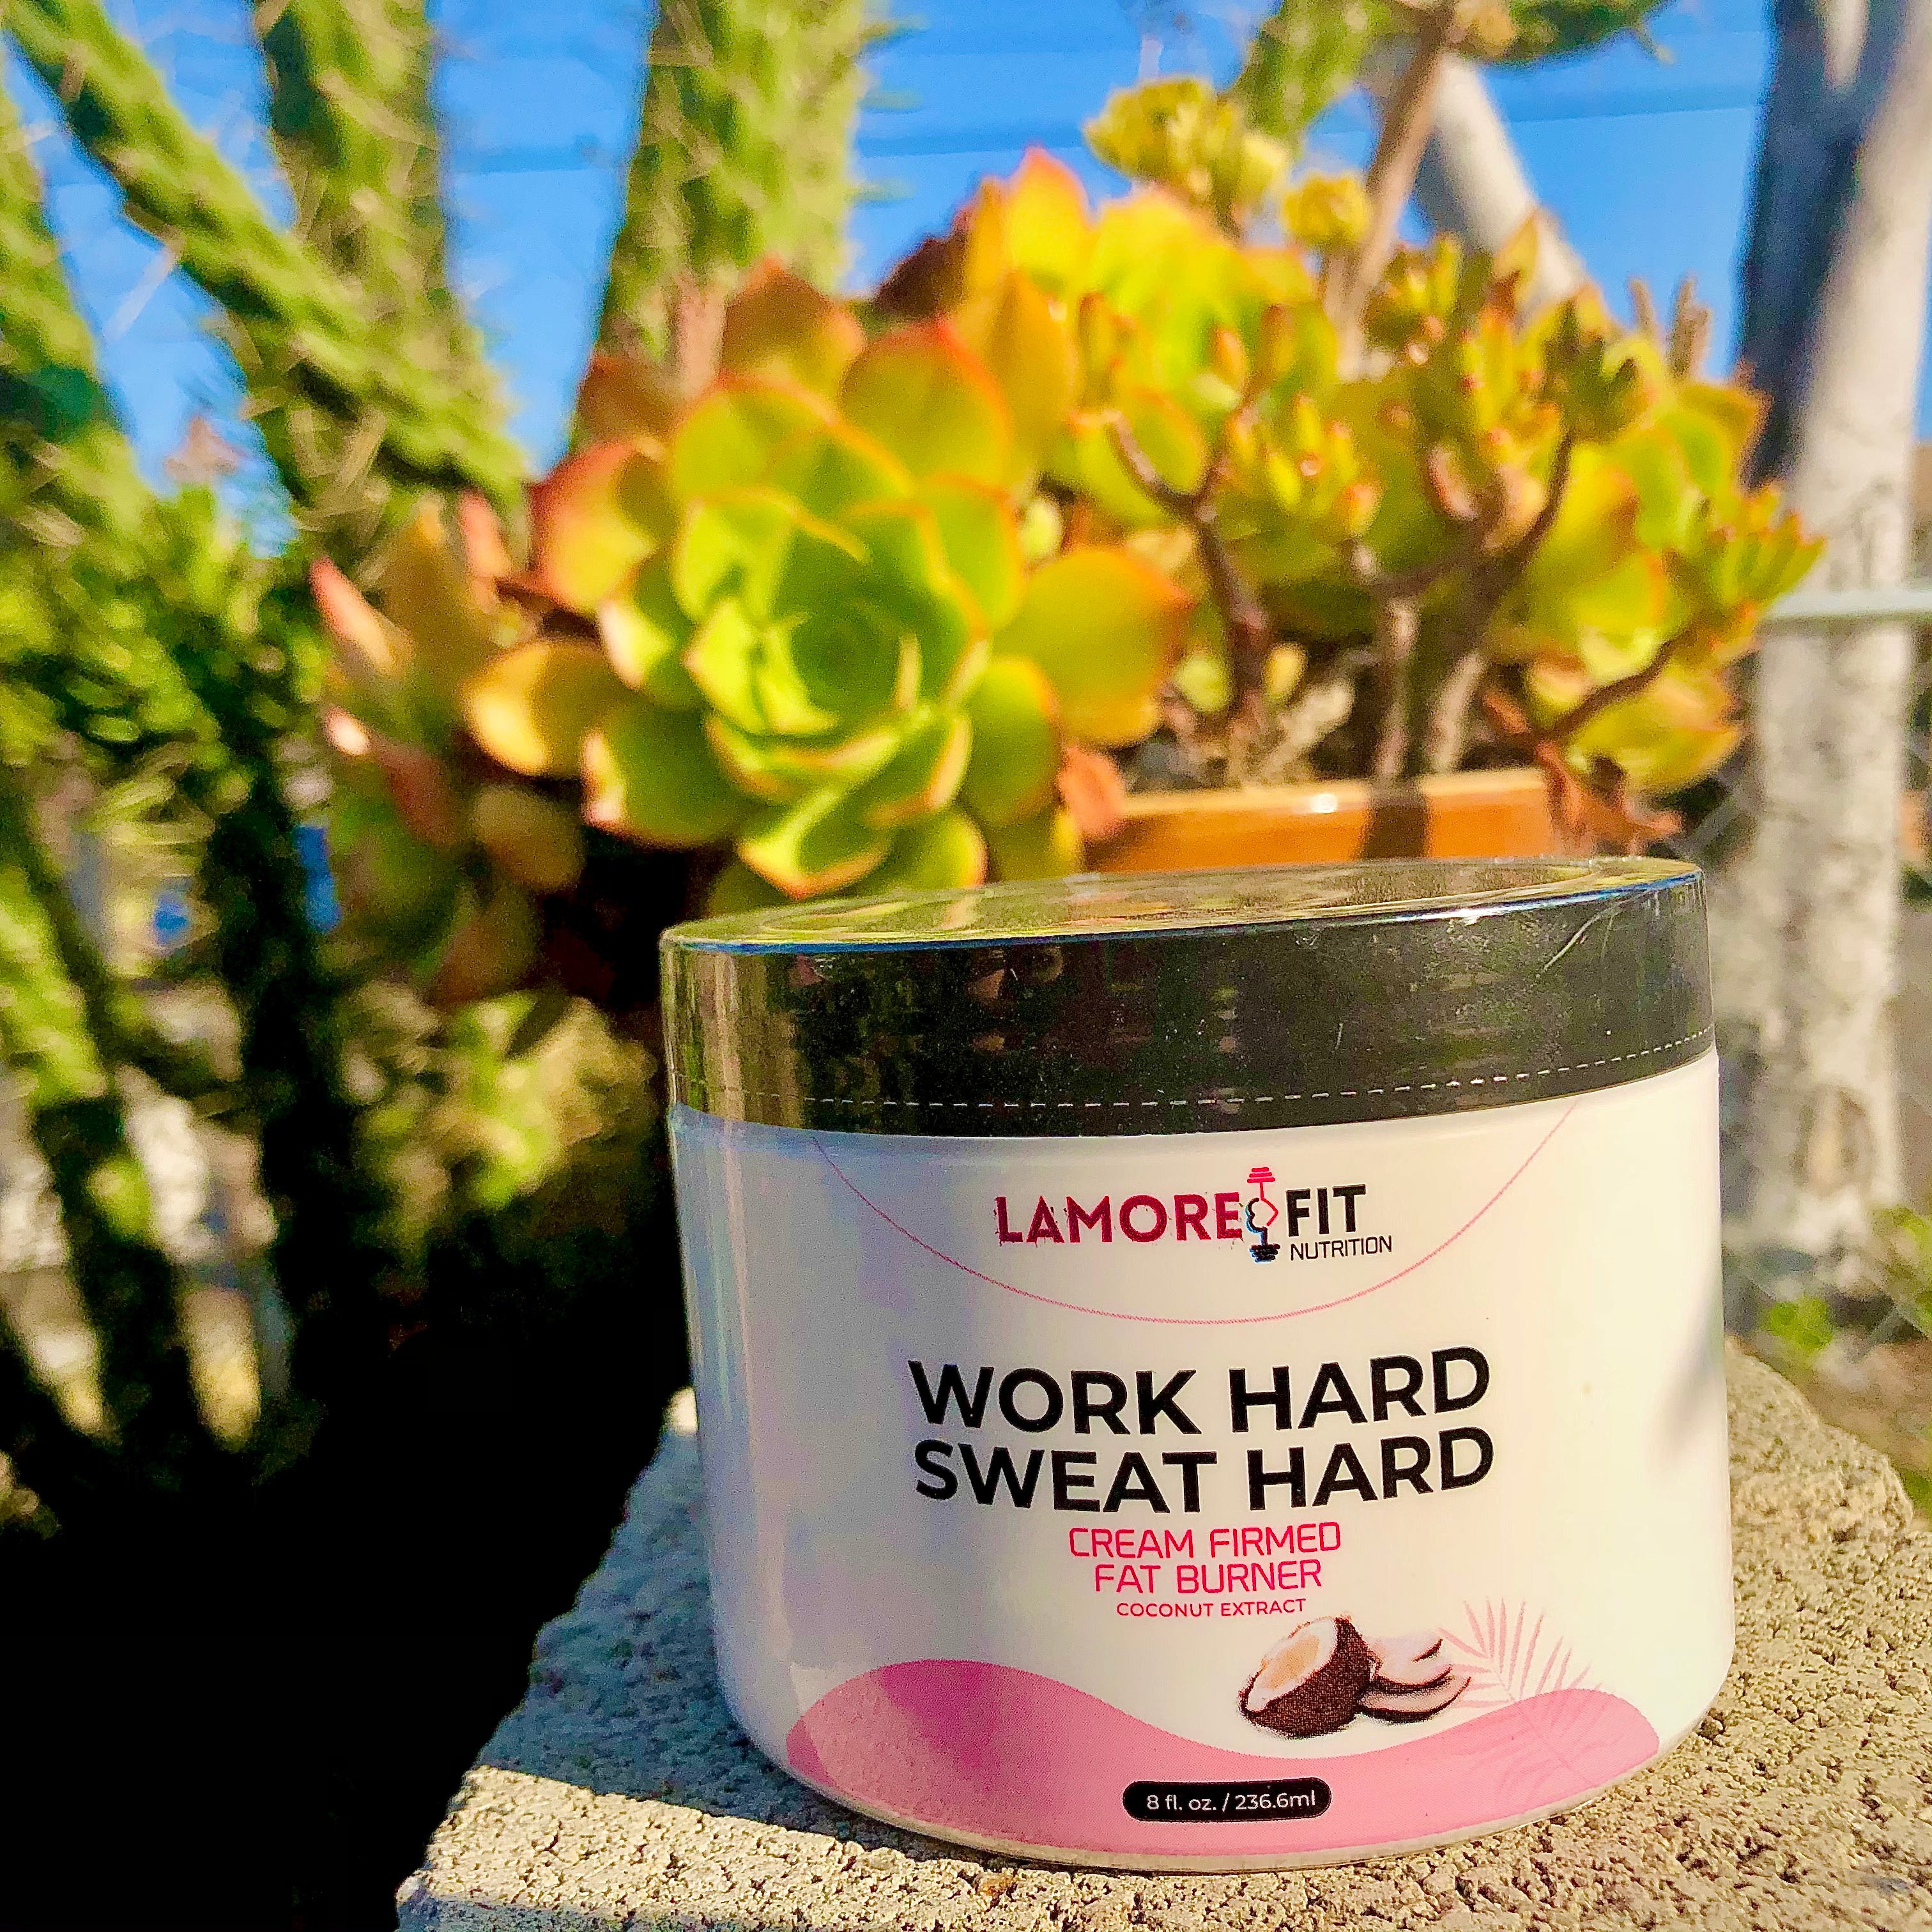 LAMORE FIT
NUTRITION
WORK HARD
SWEAT HARD
CREAM FIRMED
FAT BURNER
COCONUT EXTRACT
8 fl. oz. / 236.6ml